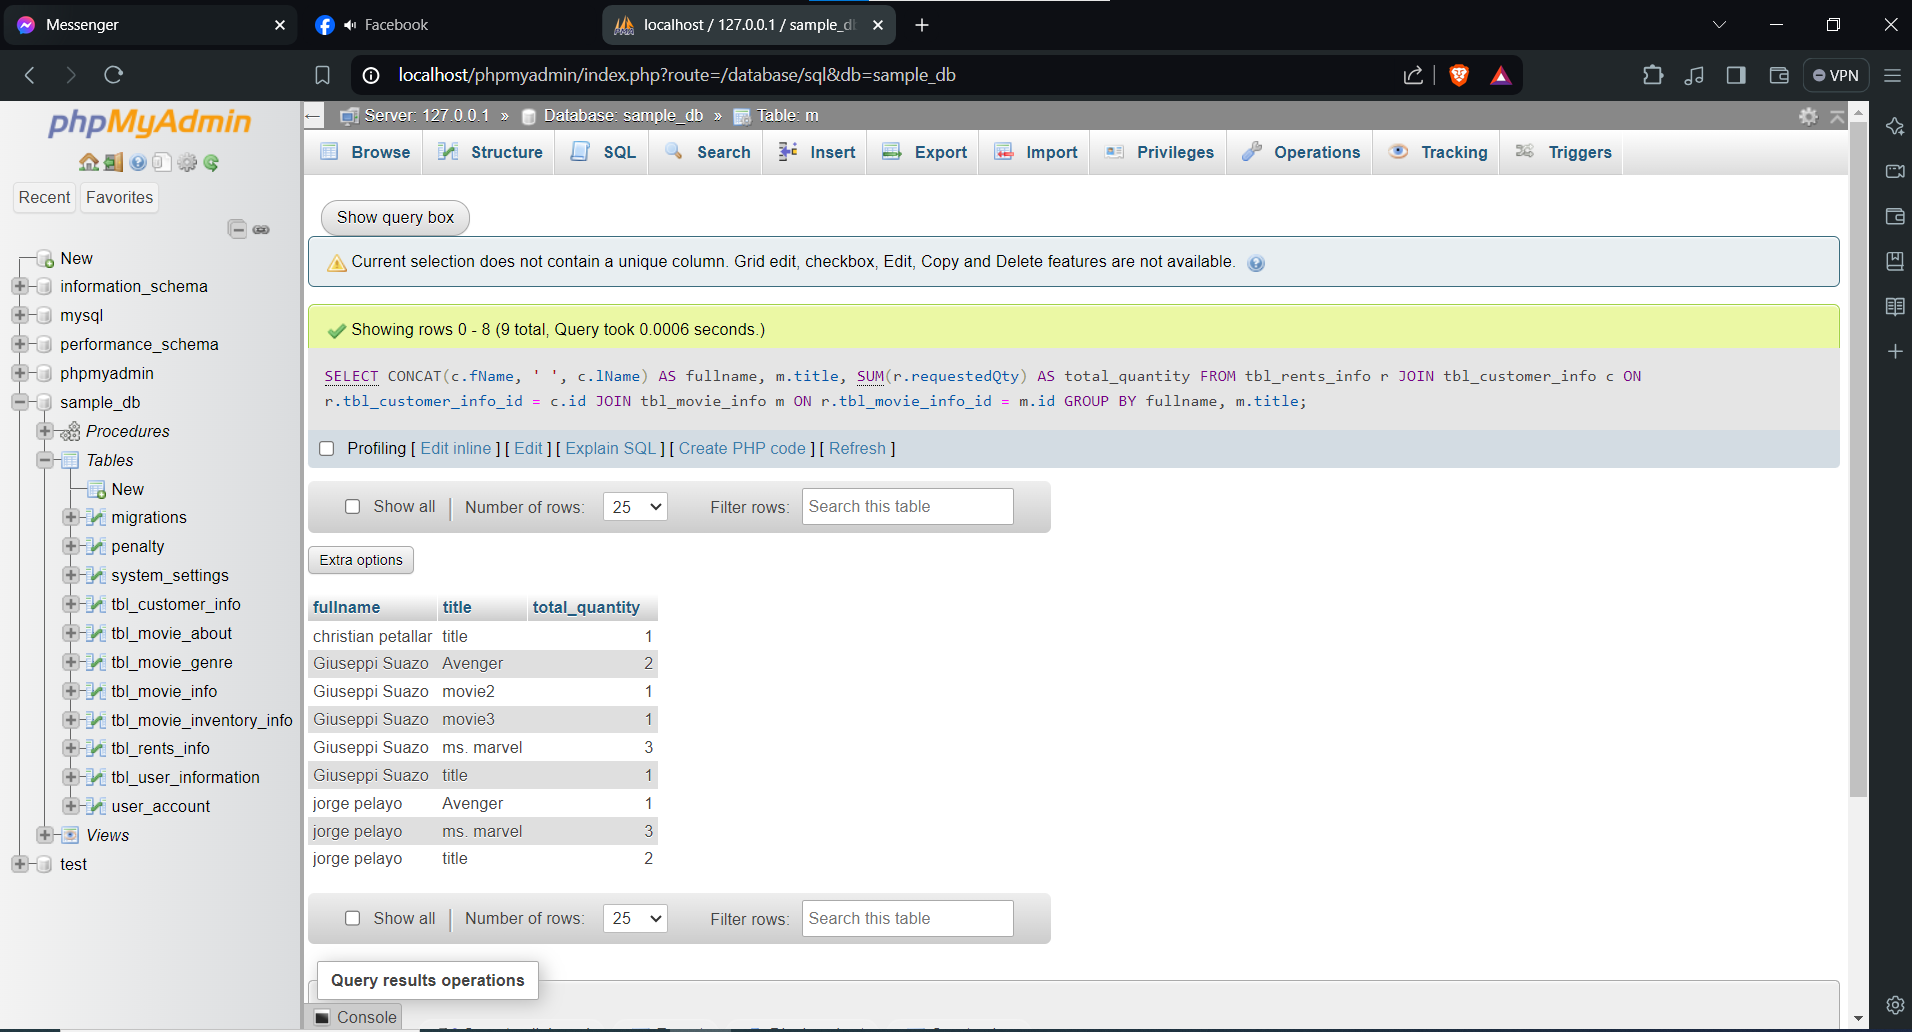 Messenger
Facebook
localhost / 127.0.0.1 / sample_d
localhost/phpmyadmin/index.php?route=/database/sql&db=sample_db
VPN
phpMyAdmin
Recent
Favorites
New
information_schema
mysql
performance_schema
phpmyadmin
sample_db
Procedures
Tables
New
migrations
penalty
system_settings
tbl_customer_info
tbl_movie_about
tbl_movie_genre
tbl_movie_info
tbl_movie_inventory_info
tbl_rents_info
tbl_user_information
user_account
Views
test
Server: 127.0.0.1 » Database: sample_db » Table: m
Browse Structure SQL Search Insert Export Import Privileges Operations Tracking Triggers
Show query box
Current selection does not contain a unique column. Grid edit, checkbox, Edit, Copy and Delete features are not available.
Showing rows 0 - 8 (9 total, Query took 0.0006 seconds.)
SELECT CONCAT(c.fName, ' ', c.lName) AS fullname, m.title, SUM(r.requestedQty) AS total_quantity FROM tbl_rents_info r JOIN tbl_customer_info c ON
r.tbl_customer_info_id = c.id JOIN tbl_movie_info m ON r.tbl_movie_info_id = m.id GROUP BY fullname, m.title;
Profiling [ Edit inline ] [ Edit ] [ Explain SQL ] [ Create PHP code ] [ Refresh ]
Show all Number of rows: 25 Filter rows: Search this table
Extra options
fullname title total_quantity
christian petallar title 1
Giuseppi Suazo Avenger 2
Giuseppi Suazo movie2 1
Giuseppi Suazo movie3 1
Giuseppi Suazo ms. marvel 3
Giuseppi Suazo title 1
jorge pelayo Avenger 1
jorge pelayo ms. marvel 3
jorge pelayo title 2
Show all Number of rows: 25 Filter rows: Search this table
Query results operations
Console